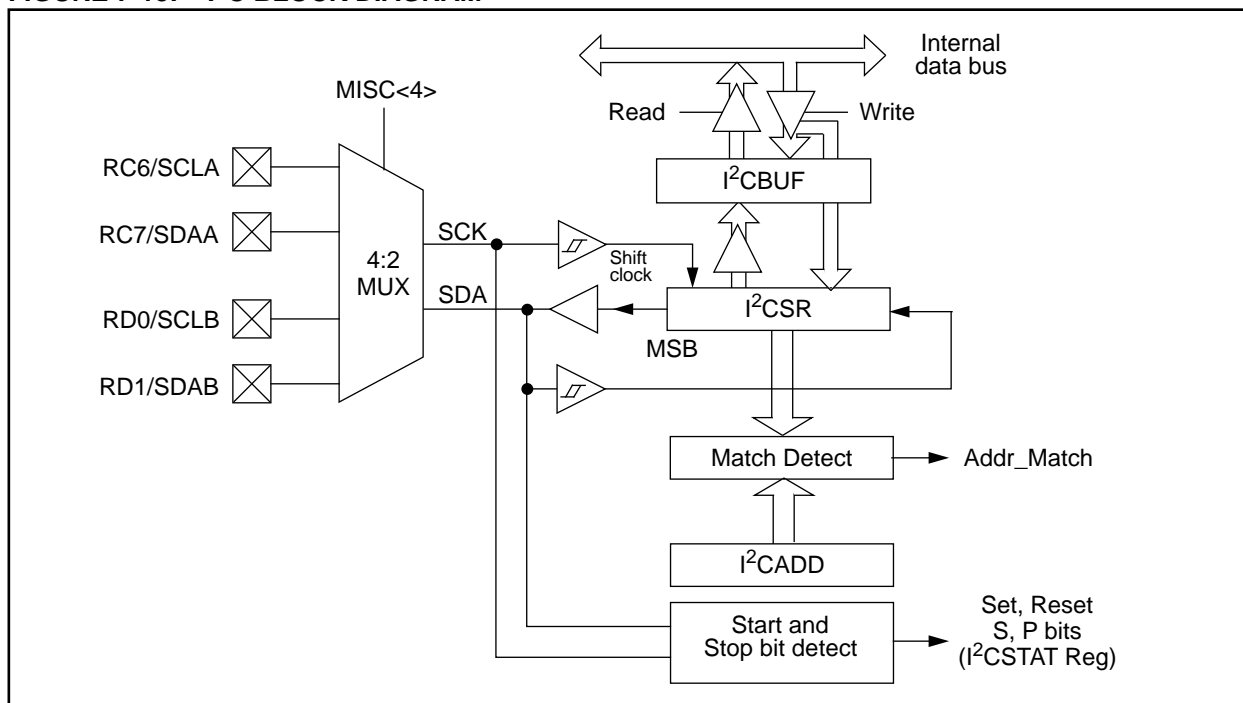 Internal
data bus
MISC<4>
Read
Write
RC6/SCLA
I²CBUF
RC7/SDAA
SCK
Shift
clock
4:2
MUX
SDA
I²CSR
RD0/SCLB
MSB
RD1/SDAB
Match Detect
Addr_Match
I²CADD
Start and
Stop bit detect
Set, Reset
S, P bits
(I²CSTAT Reg)